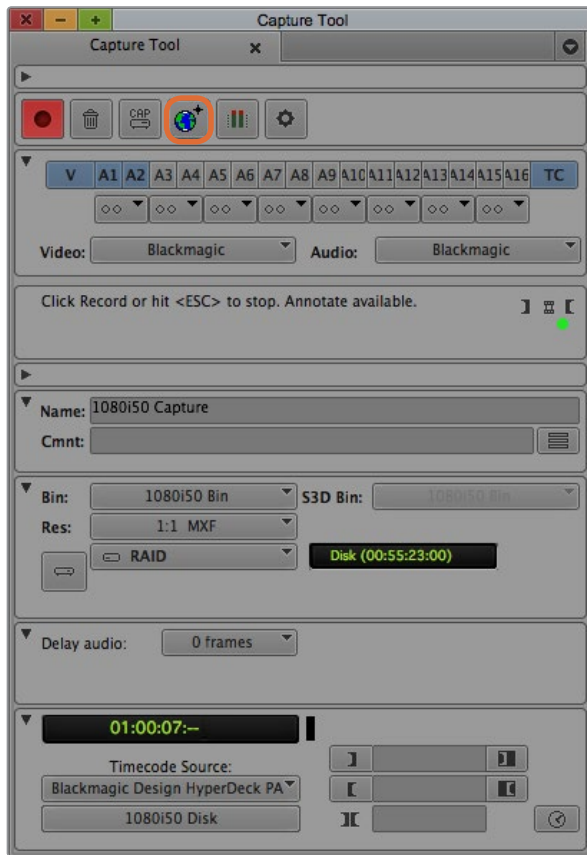 Capture Tool
Capture Tool
CAP
V A1 A2 A3 A4 A5 A6 A7 A8 A9 A10 A11 A12 A13 A14 A15 A16 TC
Video: Blackmagic Audio: Blackmagic
Click Record or hit <ESC> to stop. Annotate available.
Name: 1080i50 Capture
Cmnt:
Bin: 1080i50 Bin S3D Bin: 1080i50 Bin
Res: 1:1 MXF
RAID Disk (00:55:23:00)
Delay audio: 0 frames
01:00:07:--
Timecode Source:
Blackmagic Design HyperDeck PA
1080i50 Disk